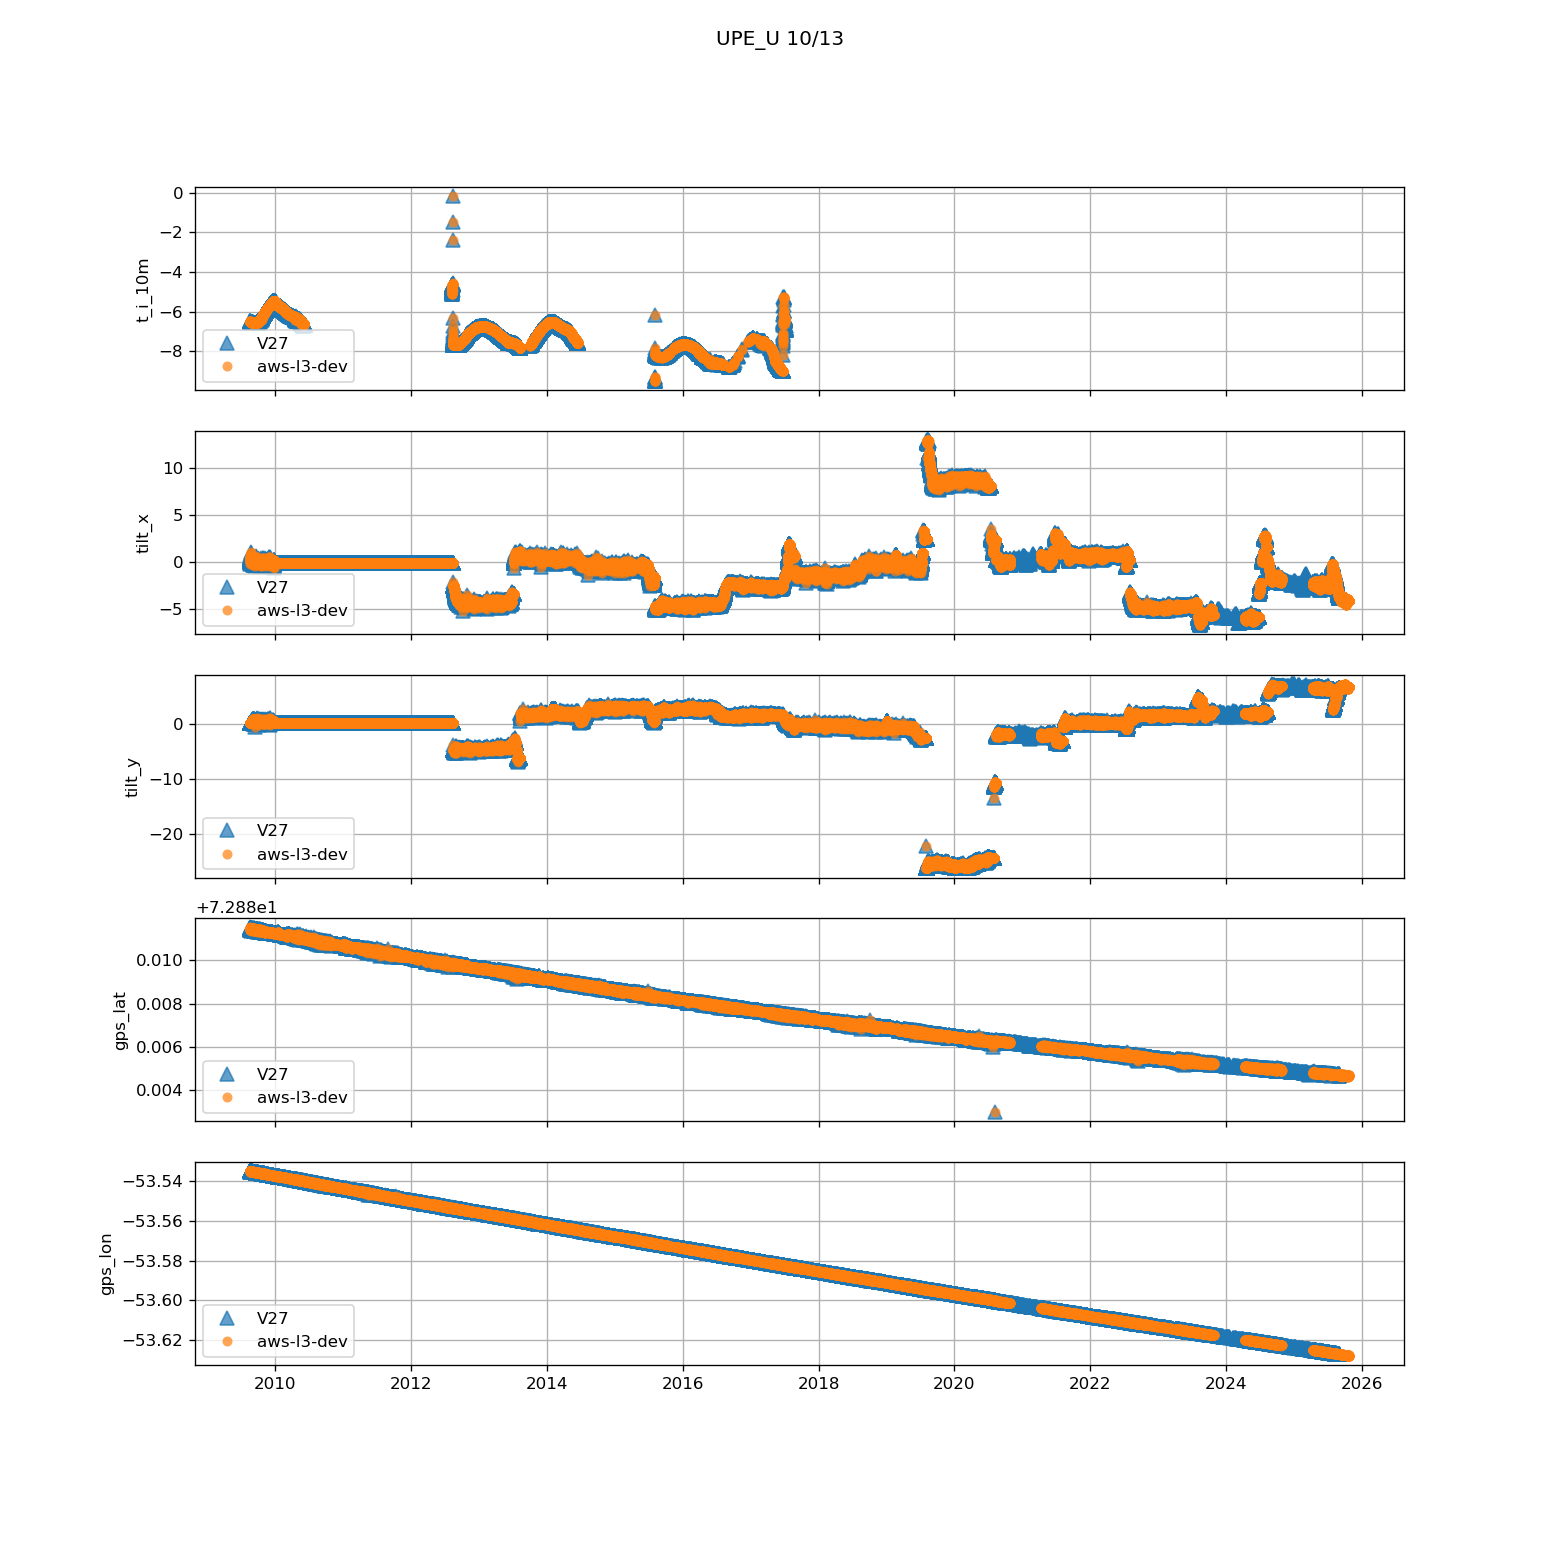 UPE_U 10/13
0
−2
−4
−6
−8
t_i_10m
V27
aws-l3-dev
10
5
0
−5
tilt_x
V27
aws-l3-dev
0
−10
−20
tilt_y
V27
aws-l3-dev
+7.288e1
0.010
0.008
0.006
0.004
gps_lat
V27
aws-l3-dev
−53.54
−53.56
−53.58
−53.60
−53.62
gps_lon
V27
aws-l3-dev
2010 2012 2014 2016 2018 2020 2022 2024 2026